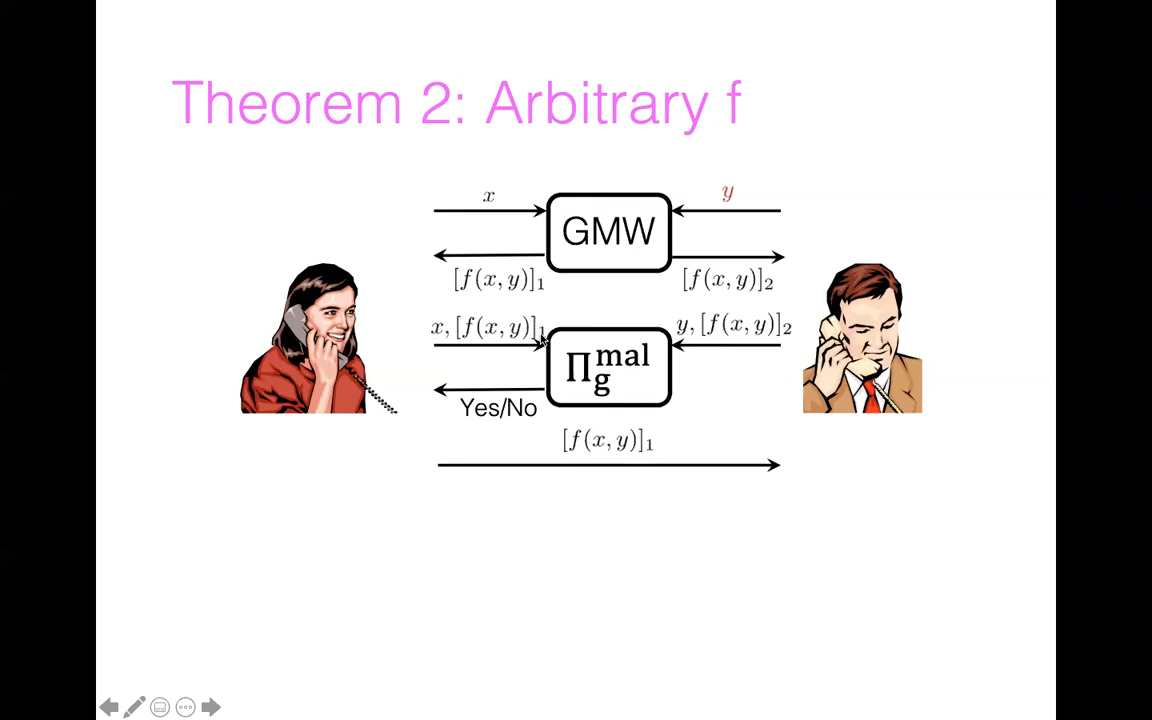 Theorem 2: Arbitrary f
x
y
GMW
[f(x, y)]₁
[f(x, y)]₂
x, [f(x, y)]₁
y, [f(x, y)]₂
Π_g^mal
Yes/No
[f(x, y)]₁